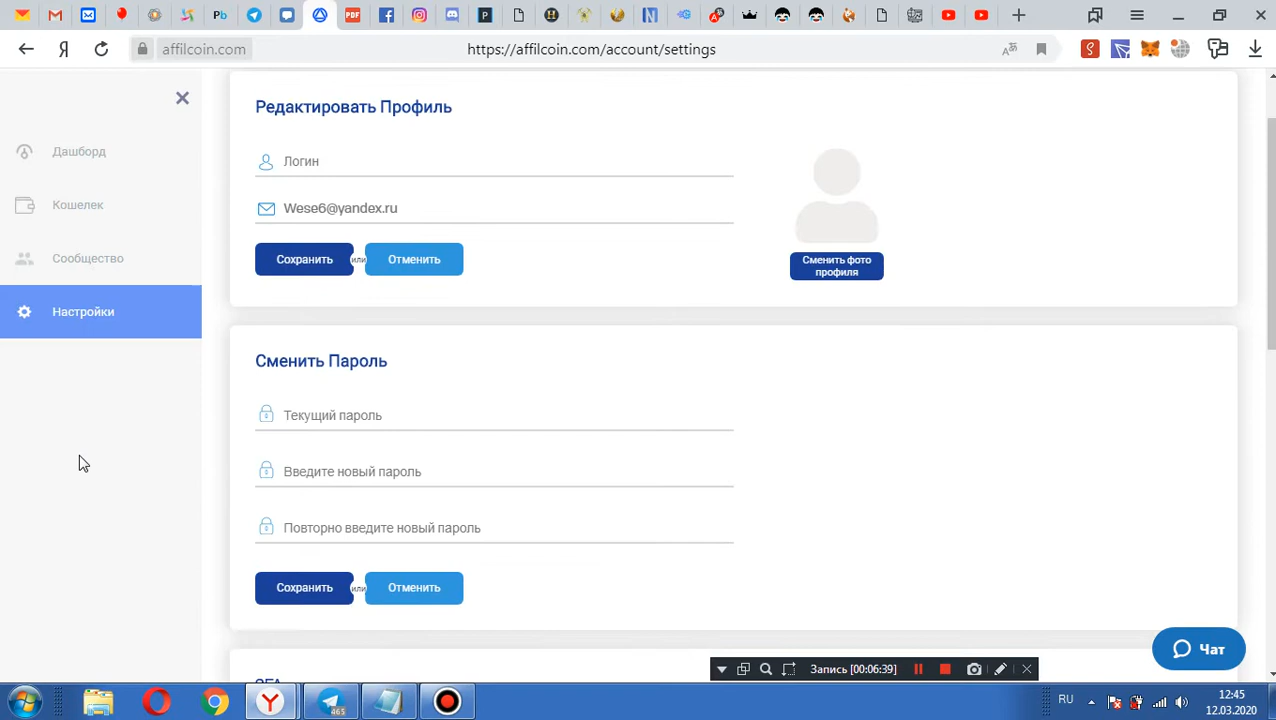 Я
affilcoin.com
https://affilcoin.com/account/settings
Дашборд
Кошелек
Сообщество
Настройки
Редактировать Профиль
Логин
Wese6@yandex.ru
Сохранить
или
Отменить
Сменить фото
профиля
Сменить Пароль
Текущий пароль
Введите новый пароль
Повторно введите новый пароль
Сохранить
или
Отменить
Чат
Запись [00:06:39]
465
RU
12:45
12.03.2020